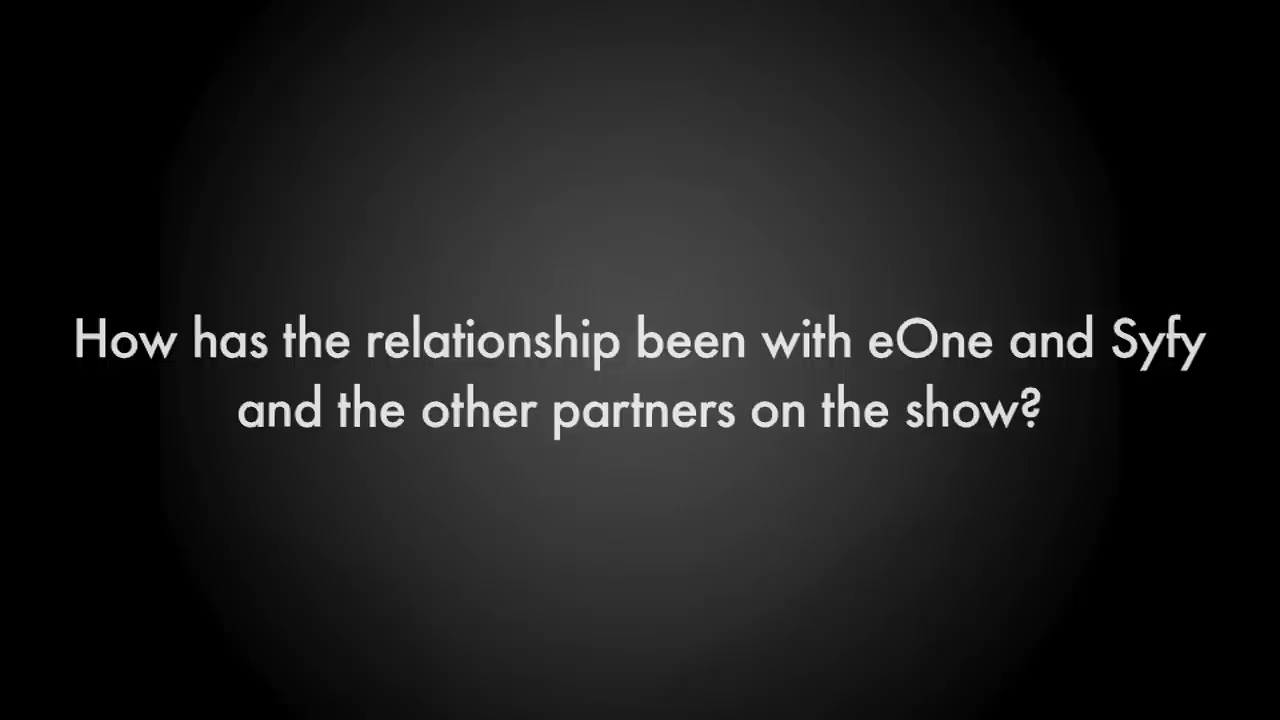 How has the relationship been with eOne and Syfy
and the other partners on the show?